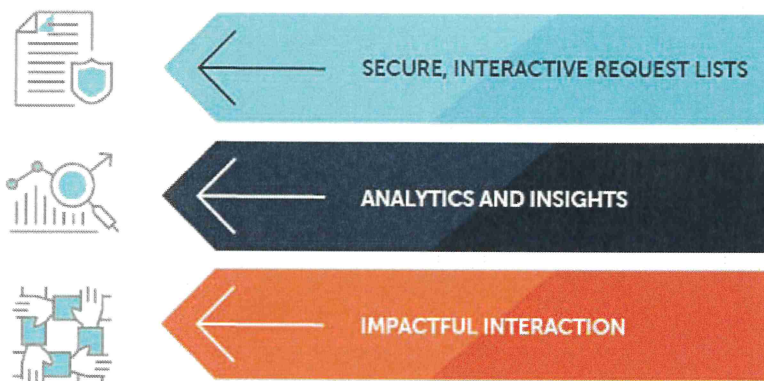 SECURE, INTERACTIVE REQUEST LISTS
ANALYTICS AND INSIGHTS
IMPACTFUL INTERACTION